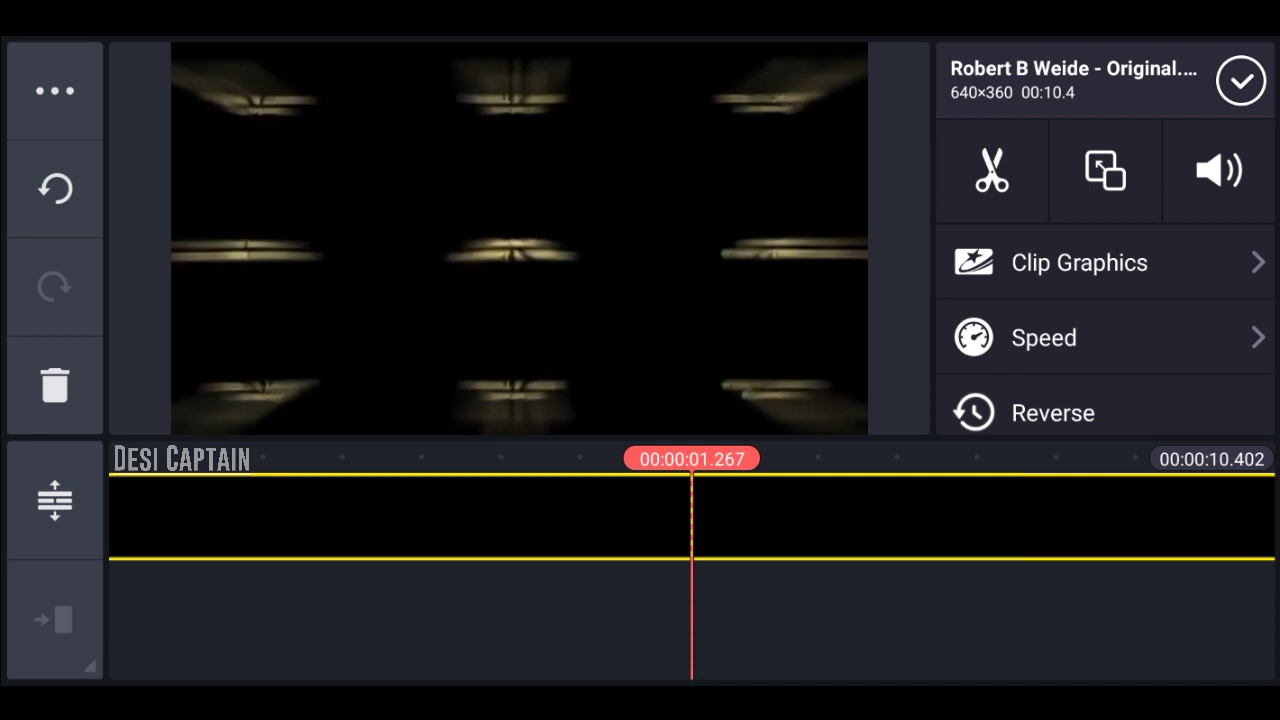 Robert B Weide - Original....
640×360 00:10.4
Clip Graphics
Speed
Reverse
Desi Captain
00:00:01.267
00:00:10.402